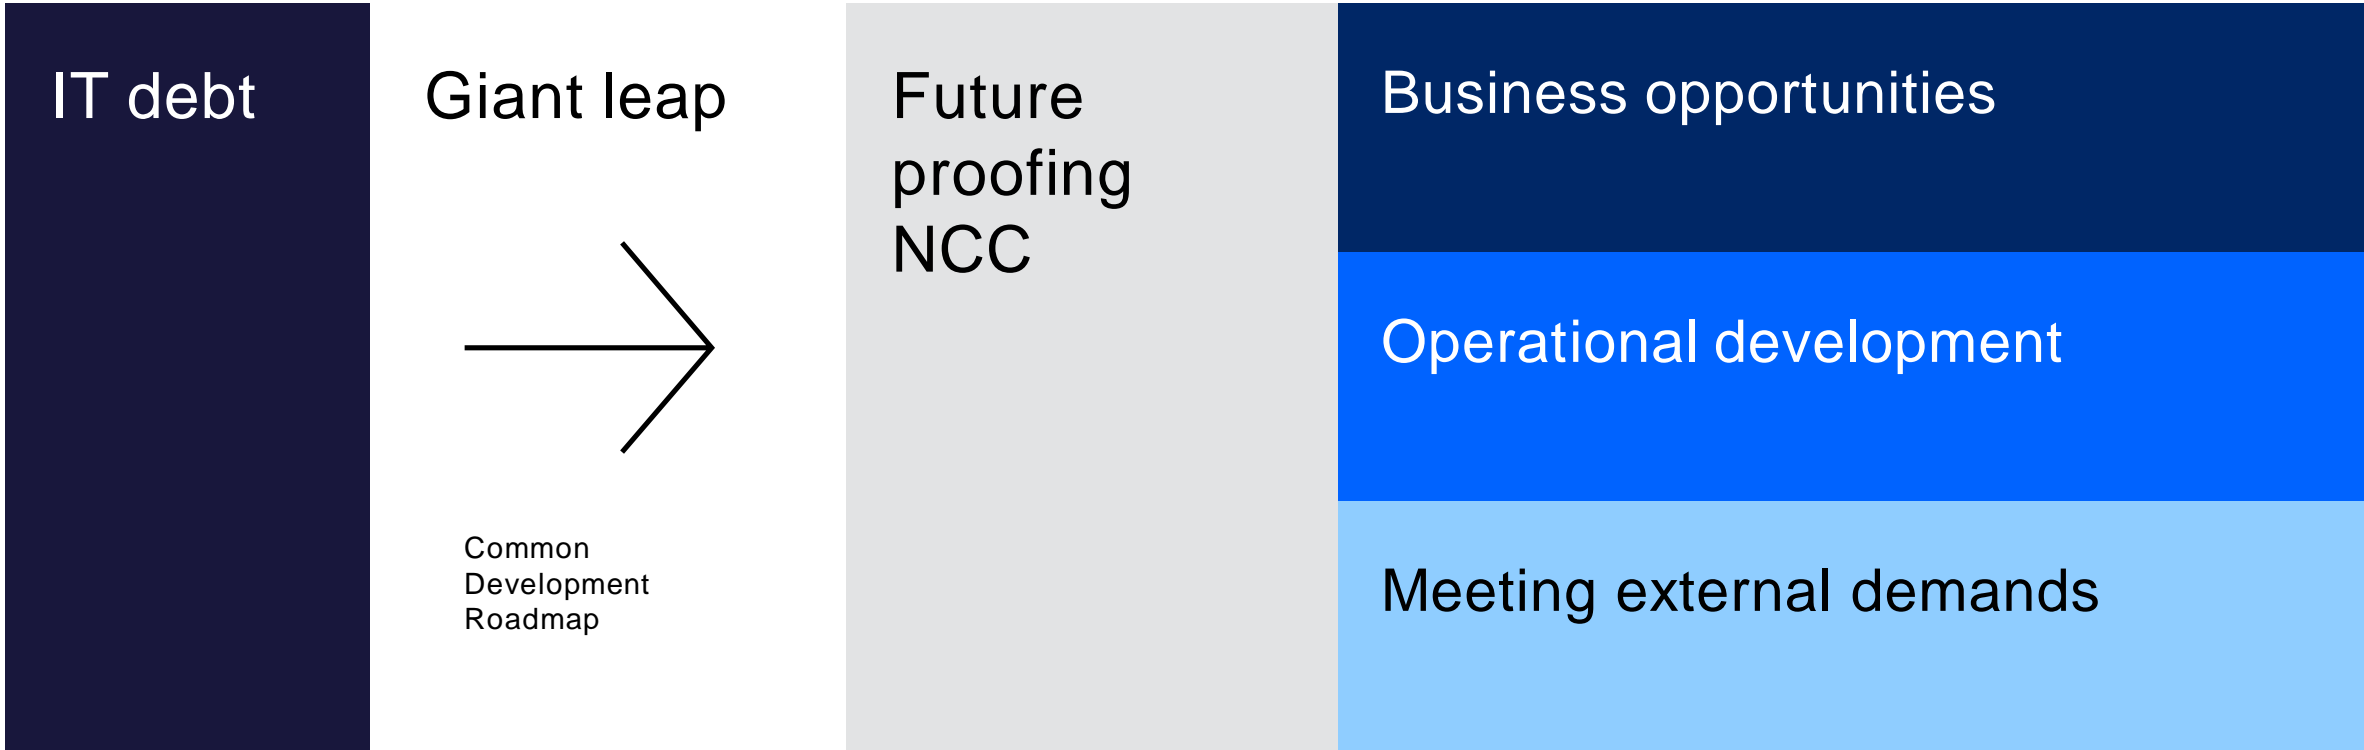 IT debt
Giant leap
Common
Development
Roadmap
Future
proofing
NCC
Business opportunities
Operational development
Meeting external demands